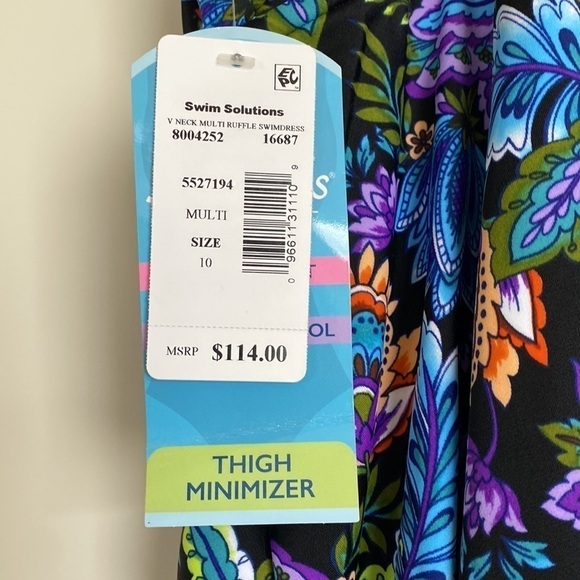 Swim Solutions
V NECK MULTI RUFFLE SWIMDRESS
8004252 16687
5527194
MULTI
SIZE
10
0 96611 31110 9
MSRP $114.00
THIGH
MINIMIZER